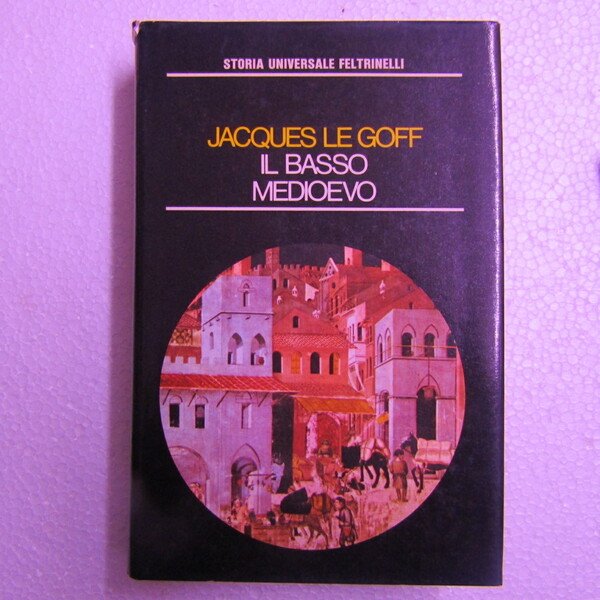 STORIA UNIVERSALE FELTRINELLI
JACQUES LE GOFF
IL BASSO
MEDIOEVO